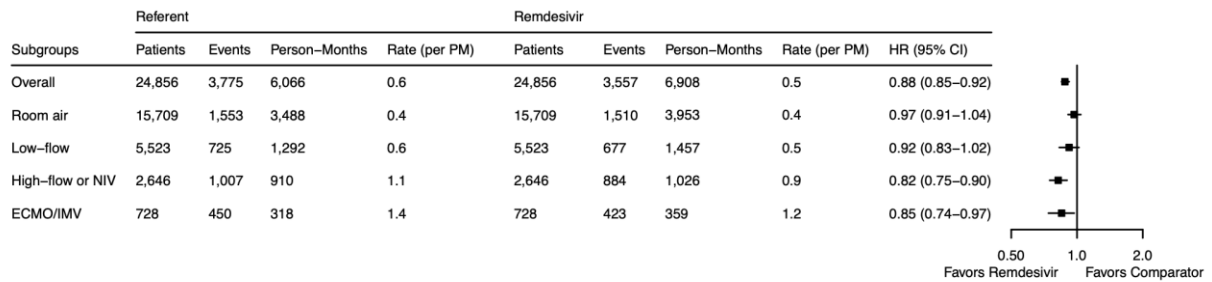 Referent Remdesivir
Subgroups Patients Events Person−Months Rate (per PM) Patients Events Person−Months Rate (per PM) HR (95% CI)
Overall 24,856 3,775 6,066 0.6 24,856 3,557 6,908 0.5 0.88 (0.85−0.92)
Room air 15,709 1,553 3,488 0.4 15,709 1,510 3,953 0.4 0.97 (0.91−1.04)
Low−flow 5,523 725 1,292 0.6 5,523 677 1,457 0.5 0.92 (0.83−1.02)
High−flow or NIV 2,646 1,007 910 1.1 2,646 884 1,026 0.9 0.82 (0.75−0.90)
ECMO/IMV 728 450 318 1.4 728 423 359 1.2 0.85 (0.74−0.97)
0.50 1.0 2.0
Favors Remdesivir Favors Comparator